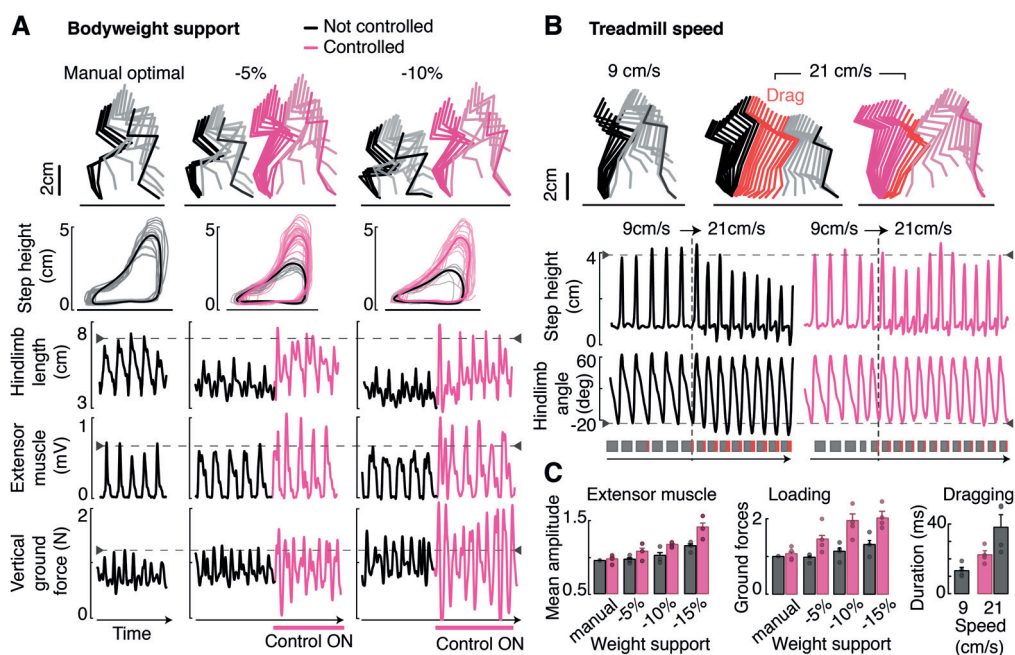 A Bodyweight support
Not controlled
Controlled
Manual optimal
-5%
-10%
2cm
Step height
(cm)
5
0
5
0
5
0
Hindlimb
length
(cm)
8
3
Extensor
muscle
(mV)
1
0
Vertical
ground
force (N)
2
0
Time
Control ON
Control ON
B Treadmill speed
9 cm/s
21 cm/s
Drag
2cm
9cm/s → 21cm/s
9cm/s → 21cm/s
Step height
(cm)
4
0
Hindlimb
angle
(deg)
60
-20
60
-20
C
Extensor muscle
Mean amplitude
1.5
0.5
manual
-5%
-10%
-15%
Weight support
Loading
Ground forces
2
1
0
manual
-5%
-10%
-15%
Weight support
Dragging
Duration (ms)
40
0
9
21
Speed
(cm/s)